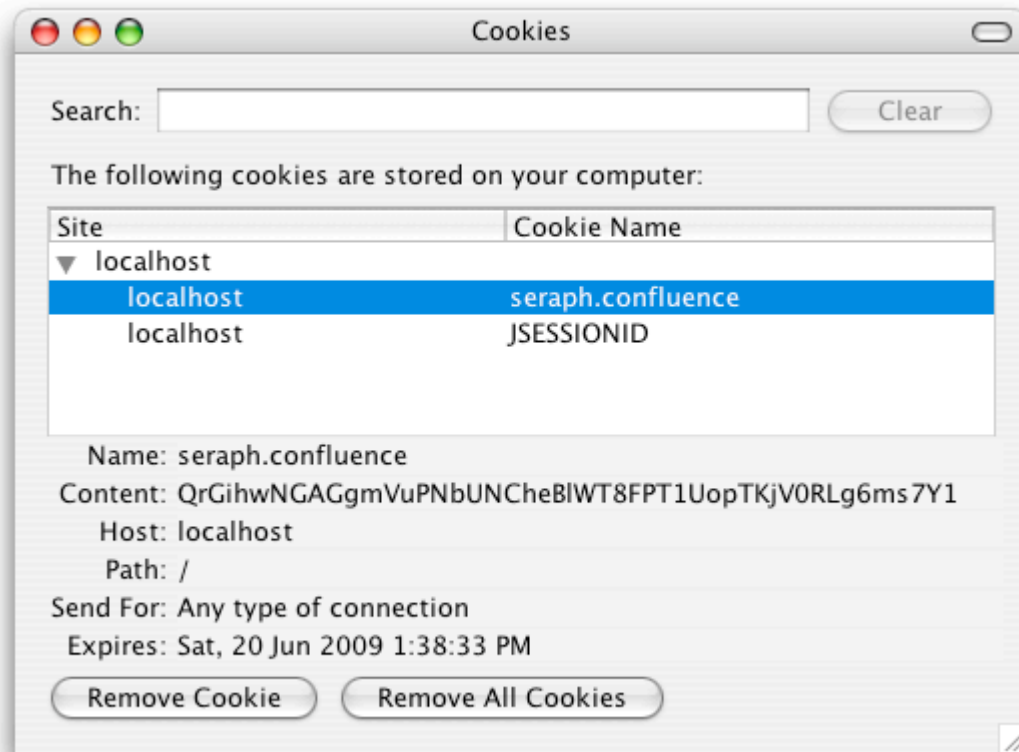 Cookies
Search:
Clear
The following cookies are stored on your computer:
Site Cookie Name
localhost
localhost seraph.confluence
localhost JSESSIONID
Name: seraph.confluence
Content: QrGihwNGAGgmVuPNbUNCheBlWT8FPT1UopTKjV0RLg6ms7Y1
Host: localhost
Path: /
Send For: Any type of connection
Expires: Sat, 20 Jun 2009 1:38:33 PM
Remove Cookie Remove All Cookies